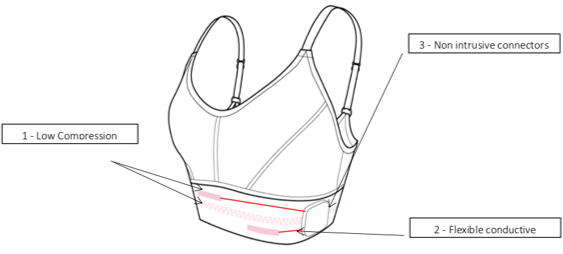 3 - Non intrusive connectors
1 - Low Compression
2 - Flexible conductive